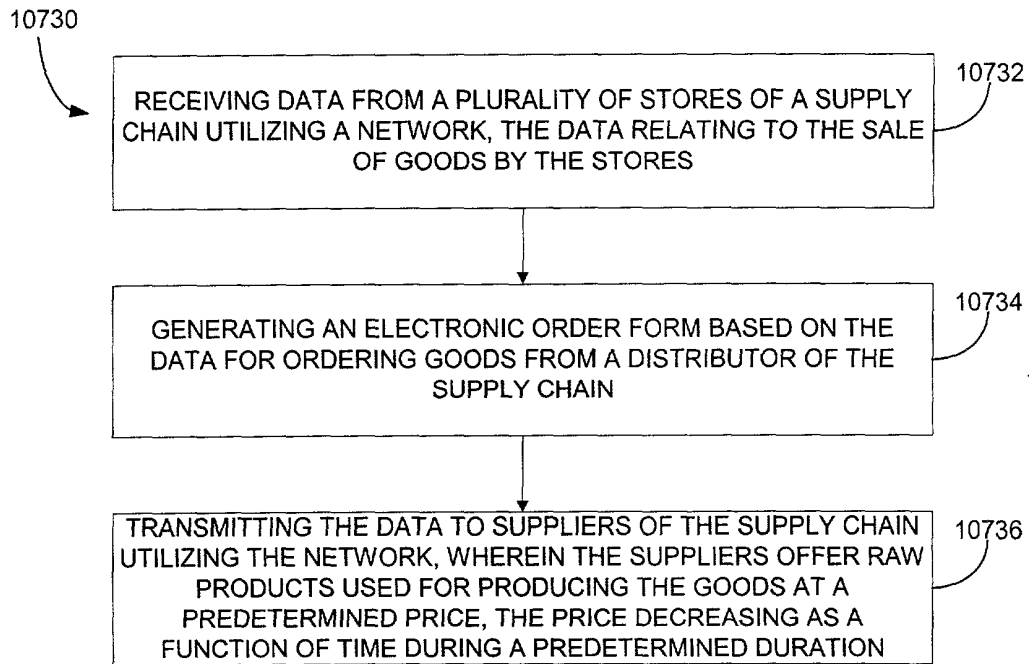 10730
10732
RECEIVING DATA FROM A PLURALITY OF STORES OF A SUPPLY
CHAIN UTILIZING A NETWORK, THE DATA RELATING TO THE SALE
OF GOODS BY THE STORES
10734
GENERATING AN ELECTRONIC ORDER FORM BASED ON THE
DATA FOR ORDERING GOODS FROM A DISTRIBUTOR OF THE
SUPPLY CHAIN
10736
TRANSMITTING THE DATA TO SUPPLIERS OF THE SUPPLY CHAIN
UTILIZING THE NETWORK, WHEREIN THE SUPPLIERS OFFER RAW
PRODUCTS USED FOR PRODUCING THE GOODS AT A
PREDETERMINED PRICE, THE PRICE DECREASING AS A
FUNCTION OF TIME DURING A PREDETERMINED DURATION